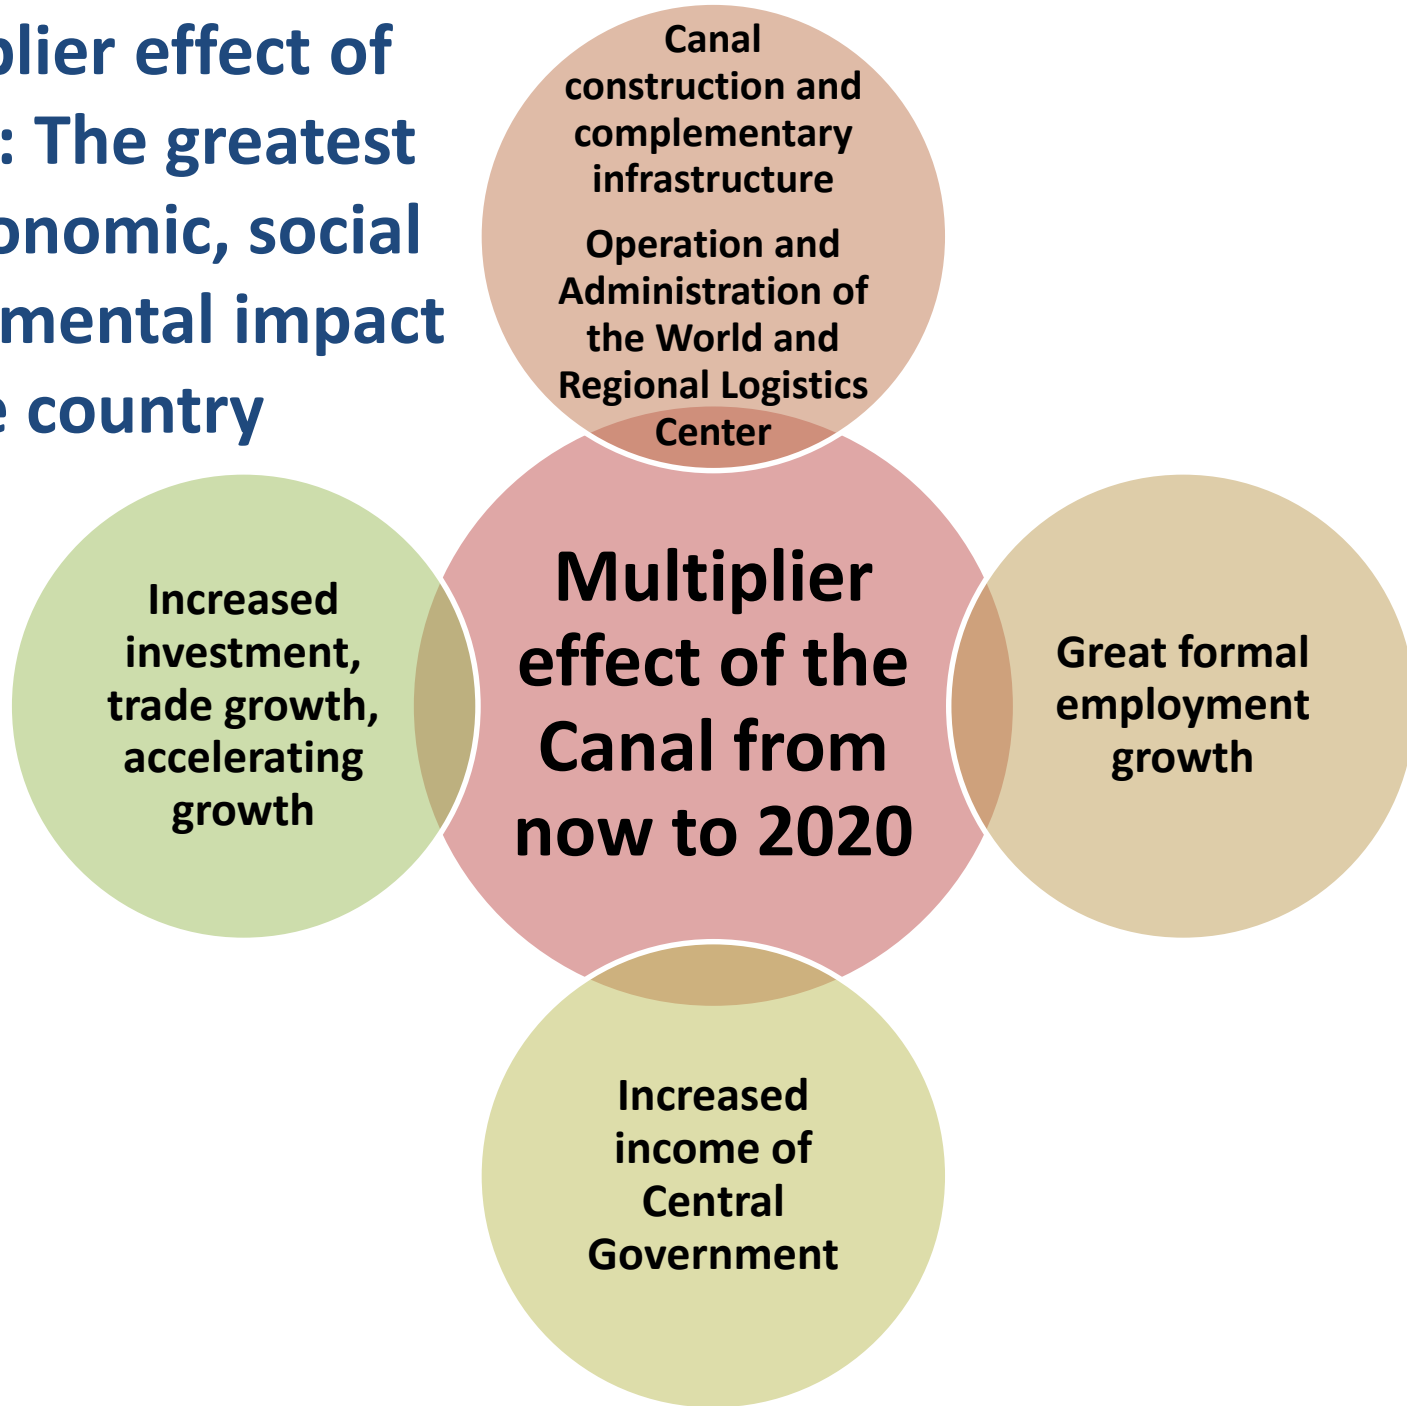 plier effect of
: The greatest
onomic, social
mental impact
e country
Canal
construction and
complementary
infrastructure
Operation and
Administration of
the World and
Regional Logistics
Center
Increased
investment,
trade growth,
accelerating
growth
Multiplier
effect of the
Canal from
now to 2020
Great formal
employment
growth
Increased
income of
Central
Government